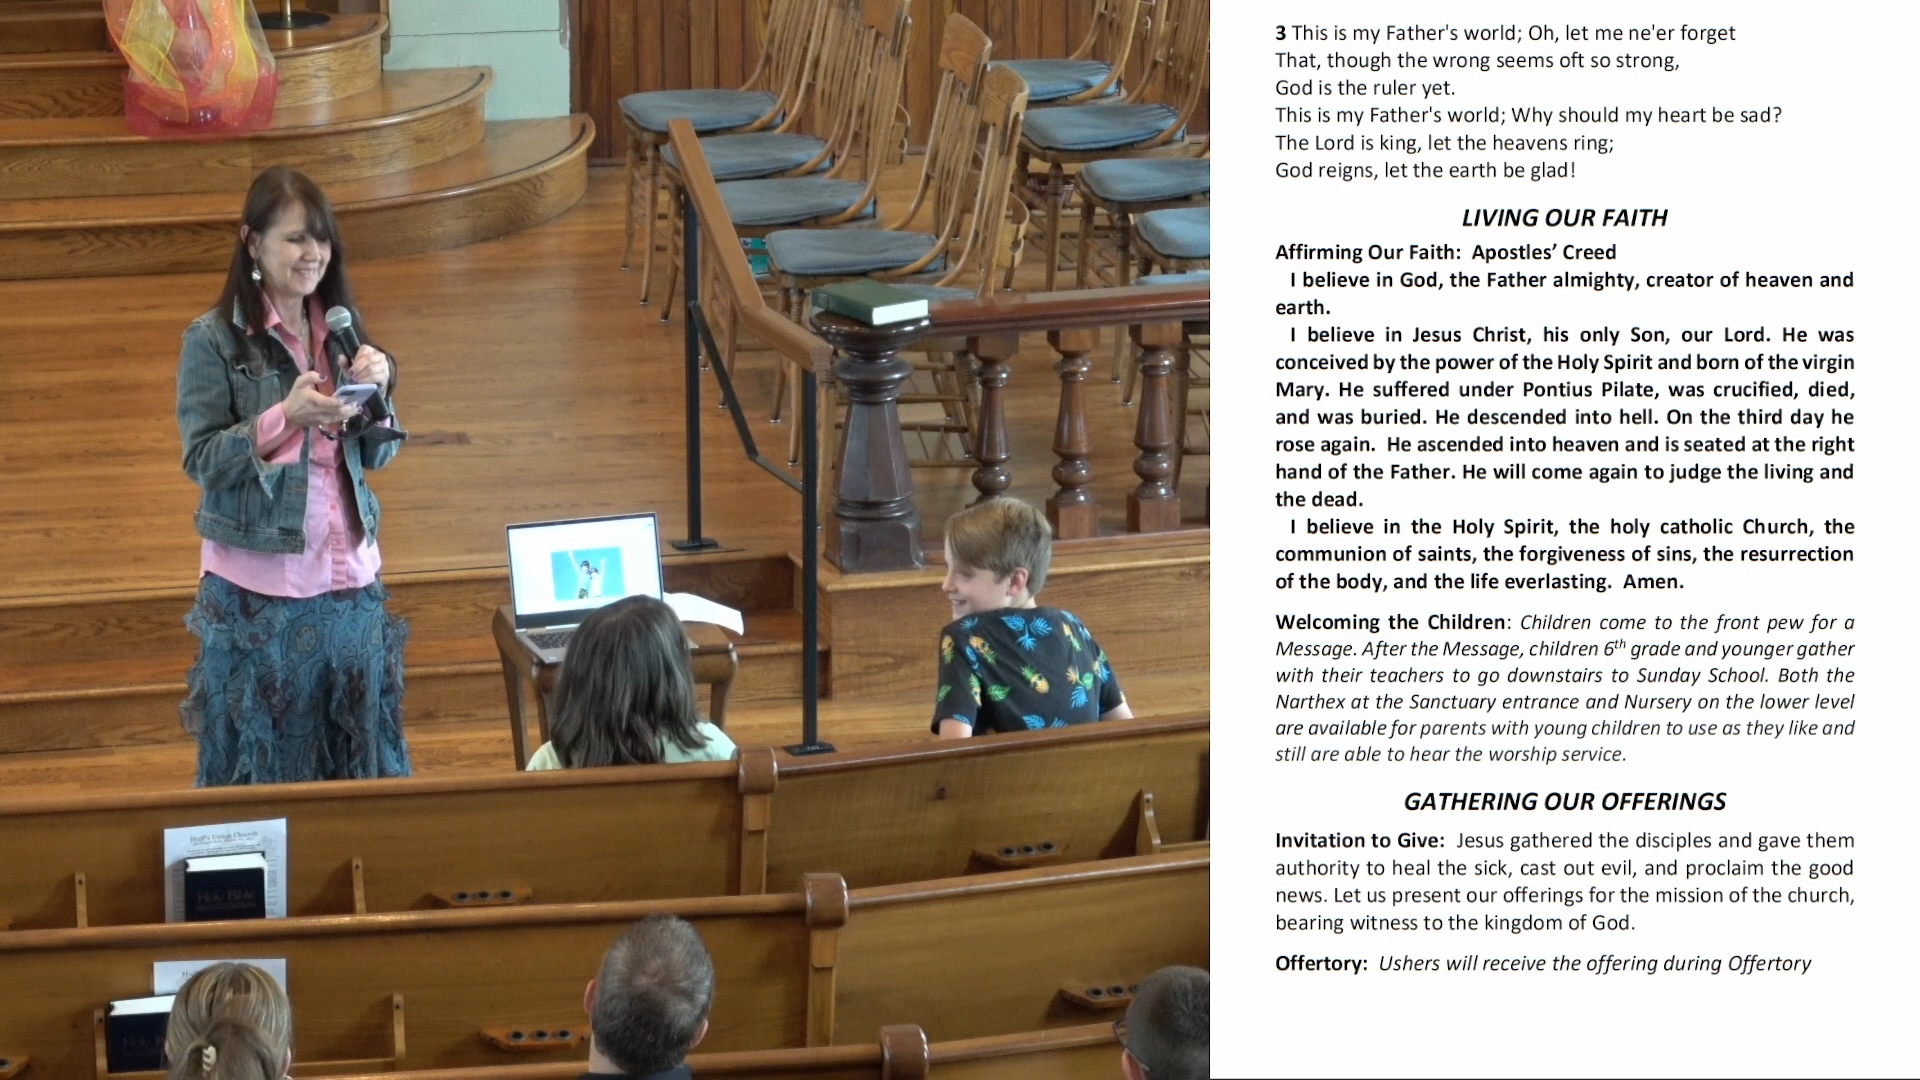 3 This is my Father's world; Oh, let me ne'er forget
That, though the wrong seems oft so strong,
God is the ruler yet.
This is my Father's world; Why should my heart be sad?
The Lord is king, let the heavens ring;
God reigns, let the earth be glad!
LIVING OUR FAITH
Affirming Our Faith:  Apostles’ Creed
I believe in God, the Father almighty, creator of heaven and
earth.
I believe in Jesus Christ, his only Son, our Lord. He was
conceived by the power of the Holy Spirit and born of the virgin
Mary. He suffered under Pontius Pilate, was crucified, died,
and was buried. He descended into hell. On the third day he
rose again.  He ascended into heaven and is seated at the right
hand of the Father. He will come again to judge the living and
the dead.
I believe in the Holy Spirit, the holy catholic Church, the
communion of saints, the forgiveness of sins, the resurrection
of the body, and the life everlasting.  Amen.
Welcoming the Children: Children come to the front pew for a
Message. After the Message, children 6th grade and younger gather
with their teachers to go downstairs to Sunday School. Both the
Narthex at the Sanctuary entrance and Nursery on the lower level
are available for parents with young children to use as they like and
still are able to hear the worship service.
GATHERING OUR OFFERINGS
Invitation to Give:  Jesus gathered the disciples and gave them
authority to heal the sick, cast out evil, and proclaim the good
news. Let us present our offerings for the mission of the church,
bearing witness to the kingdom of God.
Offertory:  Ushers will receive the offering during Offertory
Huff's Union Church
Holy Bible
Holy